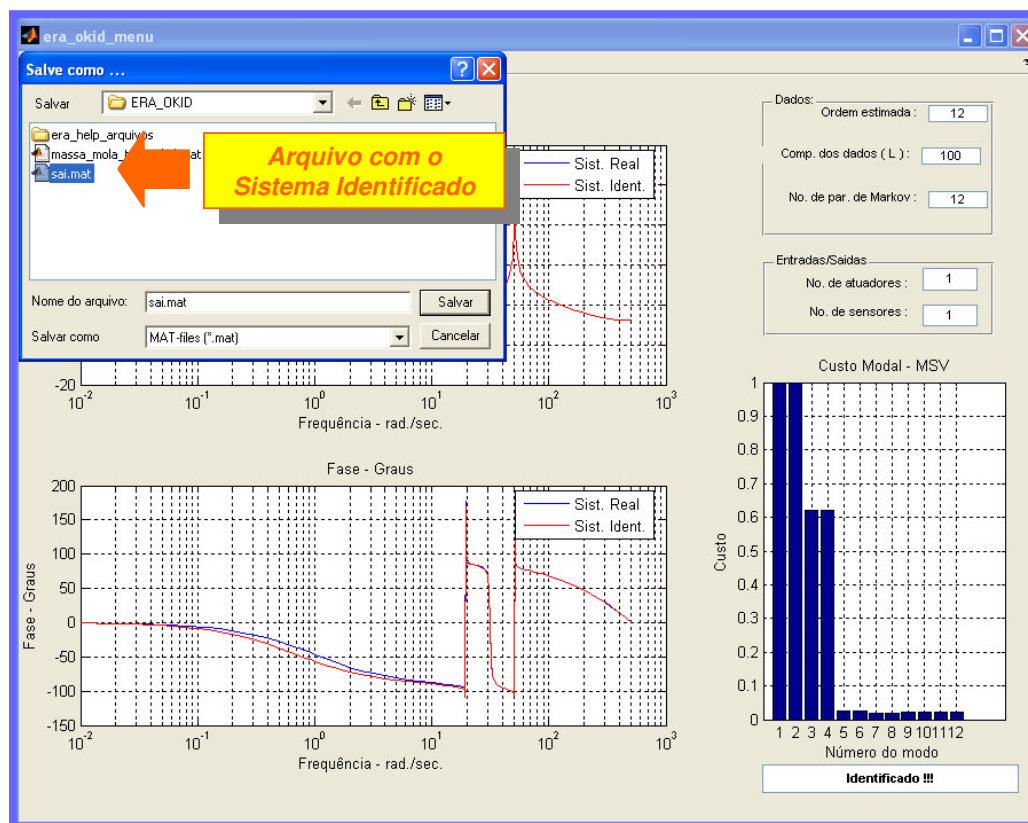 era_okid_menu
Salve como ...
Salvar
ERA_OKID
era_help_arquivos
massa_mola_
mat
sai.mat
Arquivo com o
Sistema Identificado
Nome do arquivo:
sai.mat
Salvar
Salvar como
MAT-files (*.mat)
Cancelar
Sist. Real
Sist. Ident.
-20
10^-2 10^-1 10^0 10^1 10^2 10^3
Frequência - rad./sec.
Fase - Graus
Sist. Real
Sist. Ident.
Fase - Graus
200
150
100
50
0
-50
-100
-150
10^-2 10^-1 10^0 10^1 10^2 10^3
Frequência - rad./sec.
Dados:
Ordem estimada : 12
Comp. dos dados ( L ) : 100
No. de par. de Markov : 12
Entradas/Saidas
No. de atuadores : 1
No. de sensores : 1
Custo Modal - MSV
Custo
1
0.9
0.8
0.7
0.6
0.5
0.4
0.3
0.2
0.1
0
1 2 3 4 5 6 7 8 9 10 11 12
Número do modo
Identificado !!!